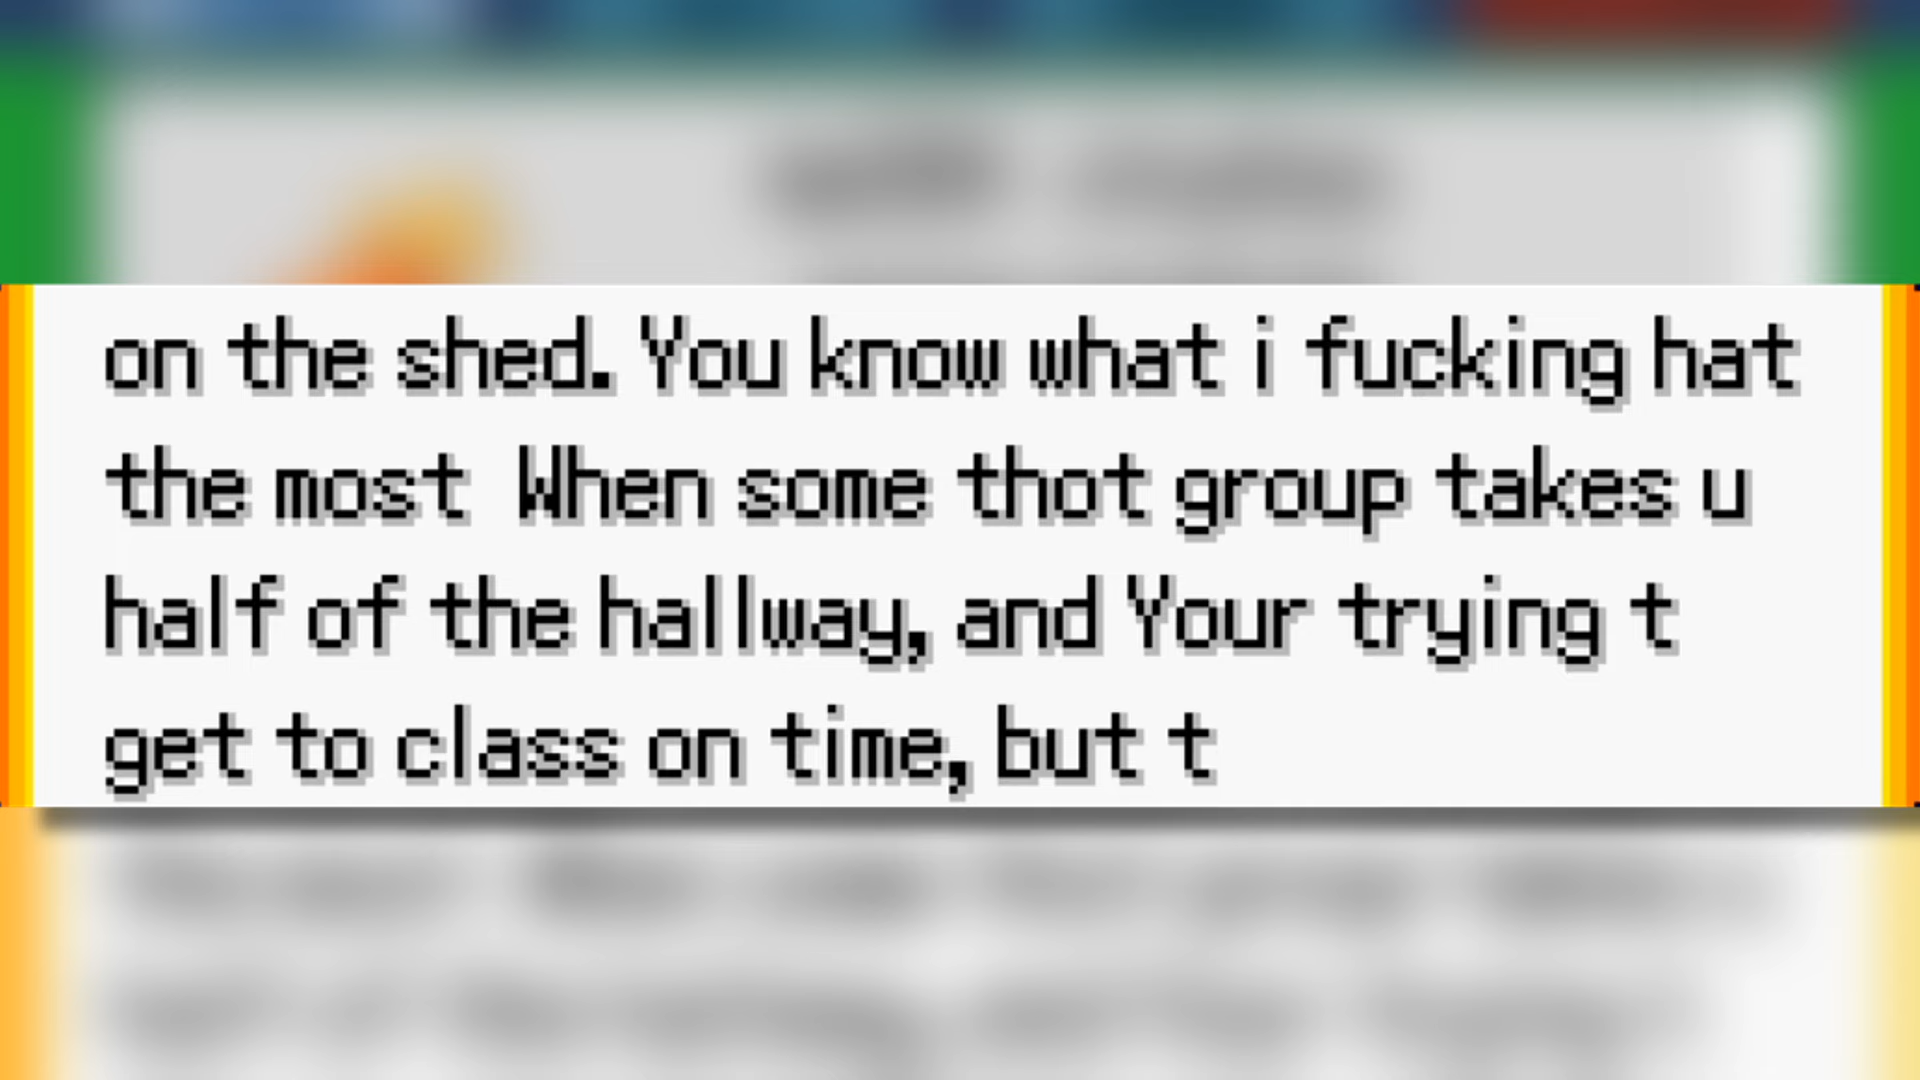 on the shed. You know what i fucking hat
the most When some thot group takes u
half of the hallway, and Your trying t
get to class on time, but t